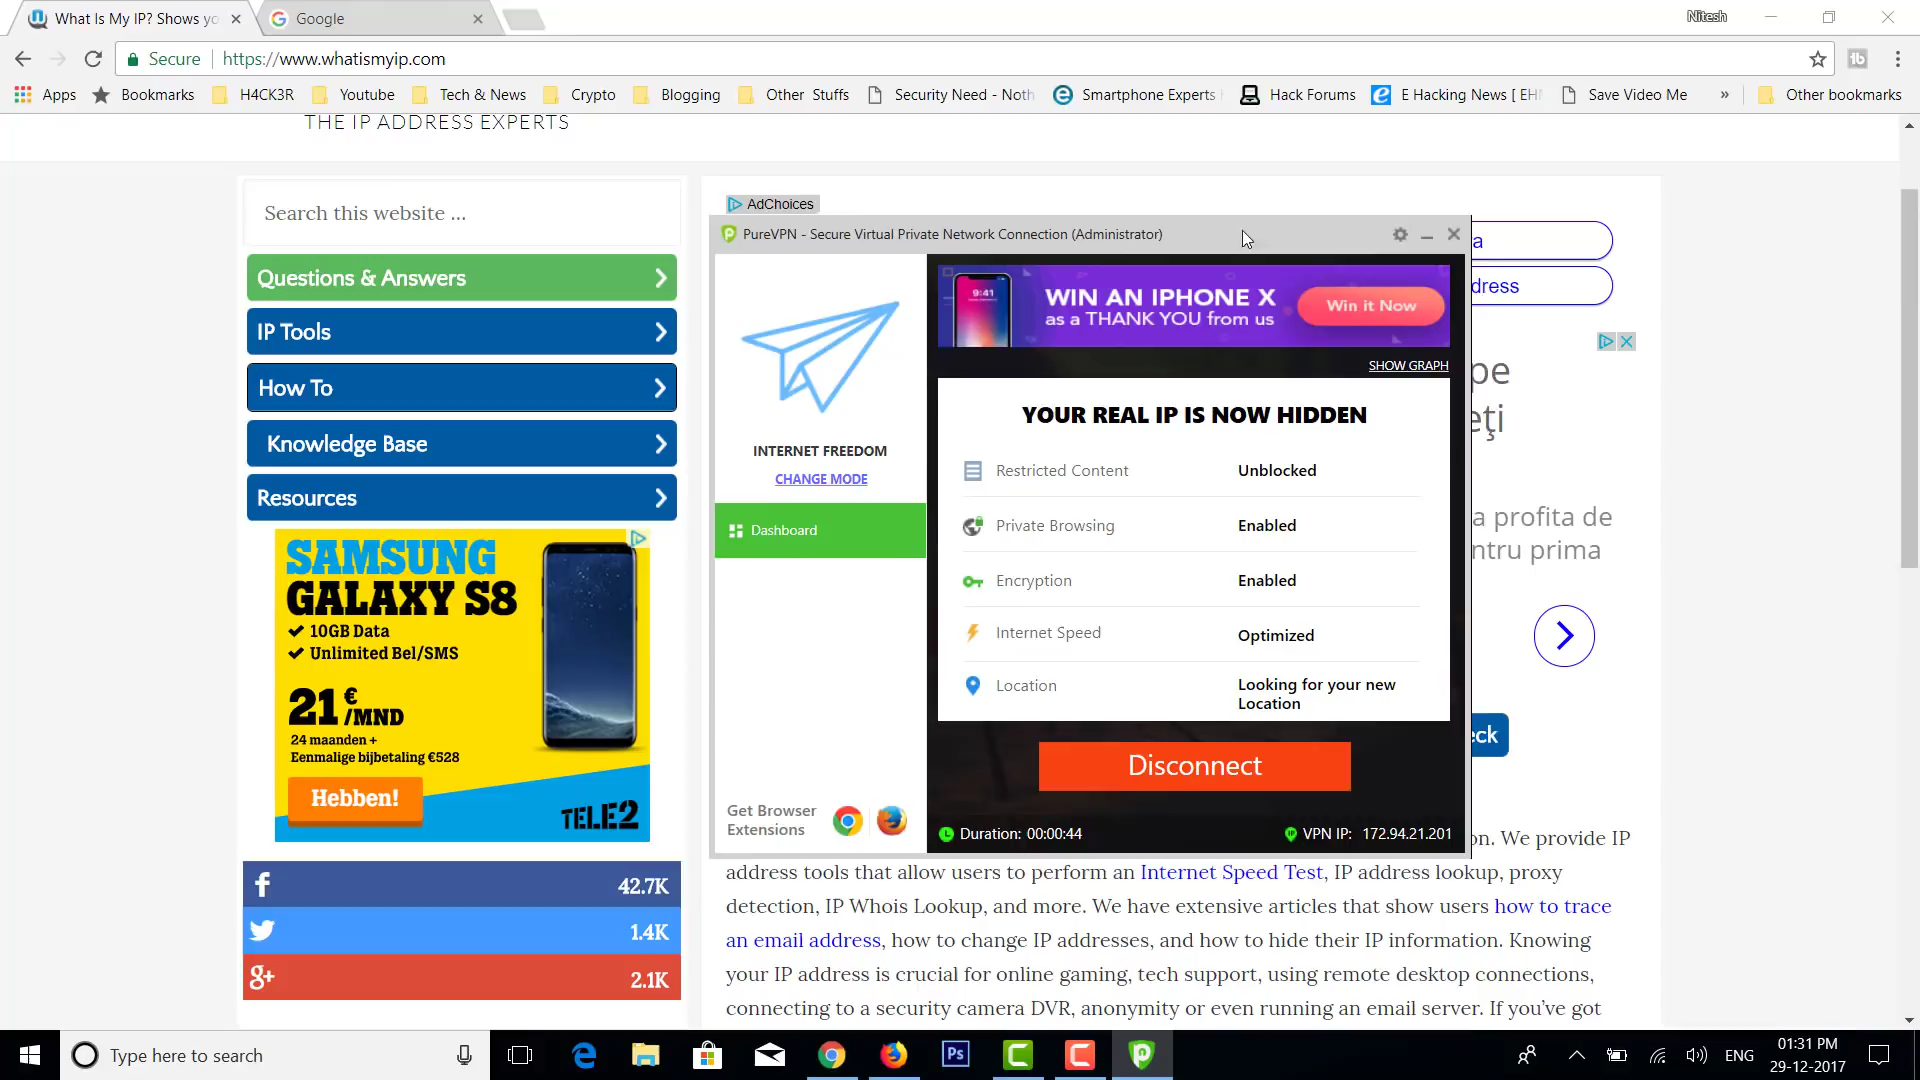 What Is My IP? Shows yo
Google
Nitesh
Secure
https://www.whatismyip.com
Apps
Bookmarks
H4CK3R
Youtube
Tech & News
Crypto
Blogging
Other Stuffs
Security Need - Noth
Smartphone Experts
Hack Forums
E Hacking News [ EH
Save Video Me
»
Other bookmarks
THE IP ADDRESS EXPERTS
Search this website ...
Questions & Answers
IP Tools
How To
Knowledge Base
Resources
SAMSUNG
GALAXY S8
10GB Data
Unlimited Bel/SMS
21 € /MND
24 maanden +
Eenmalige bijbetaling €528
Hebben!
TELE2
42.7K
1.4K
2.1K
AdChoices
PureVPN - Secure Virtual Private Network Connection (Administrator)
INTERNET FREEDOM
CHANGE MODE
Dashboard
Get Browser
Extensions
9:41
WIN AN IPHONE X
as a THANK YOU from us
Win it Now
SHOW GRAPH
YOUR REAL IP IS NOW HIDDEN
Restricted Content Unblocked
Private Browsing Enabled
Encryption Enabled
Internet Speed Optimized
Location Looking for your new
Location
Disconnect
Duration: 00:00:44
VPN IP: 172.94.21.201
a
dress
pe
eţi
a profita de
ntru prima
eck
on. We provide IP
address tools that allow users to perform an Internet Speed Test, IP address lookup, proxy
detection, IP Whois Lookup, and more. We have extensive articles that show users how to trace
an email address, how to change IP addresses, and how to hide their IP information. Knowing
your IP address is crucial for online gaming, tech support, using remote desktop connections,
connecting to a security camera DVR, anonymity or even running an email server. If you've got
Type here to search
Ps
ENG
01:31 PM
29-12-2017